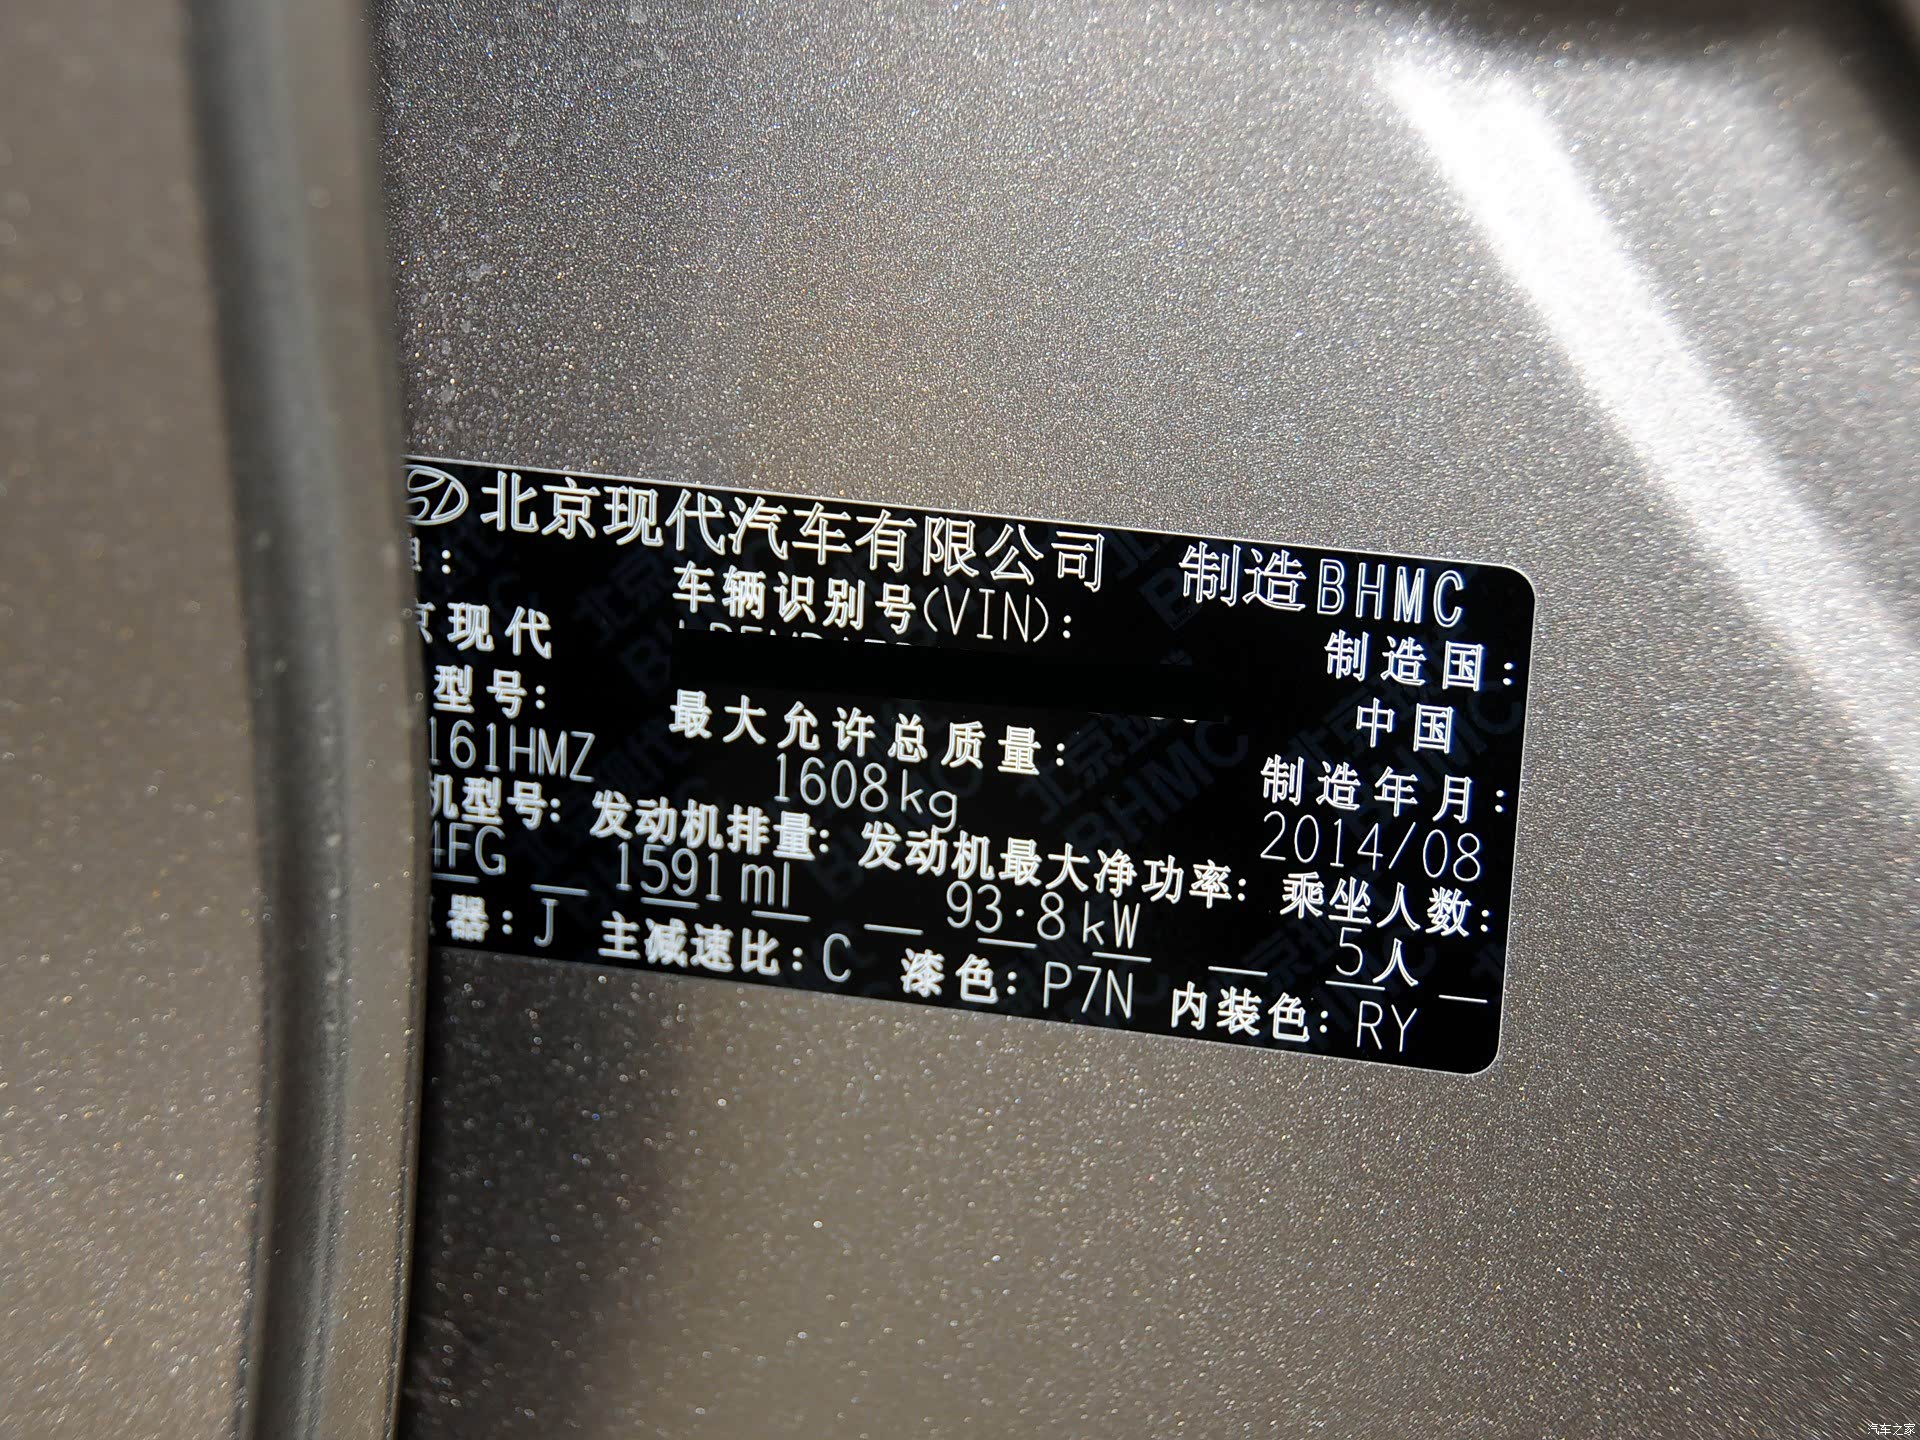 北京现代汽车有限公司 制造BHMC
车辆识别号(VIN): 制造国:
现代 中国
型号: 最大允许总质量: 制造年月:
161HMZ 1608kg 2014/08
机型号: 发动机排量: 发动机最大净功率: 乘坐人数:
4FG 1591ml 93.8kW 5人
器: J 主减速比: C 漆色: P7N 内装色: RY
汽车之家